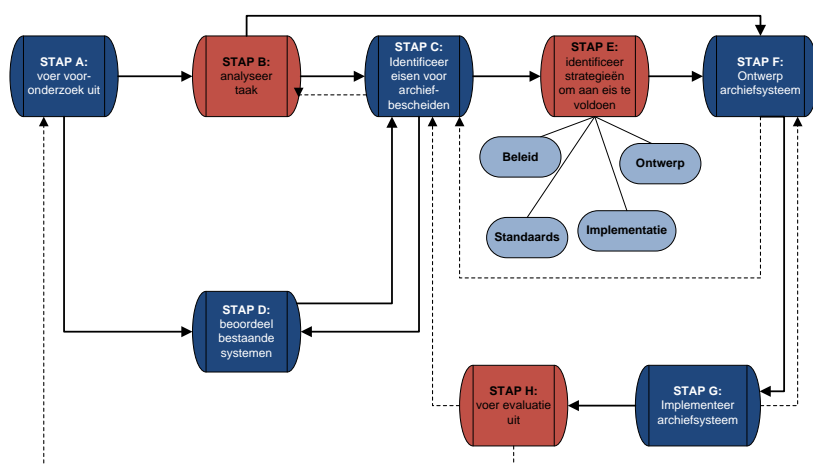 STAP A:
voer voor-
onderzoek uit
STAP B:
analyseer
taak
STAP C:
Identificeer
eisen voor
archief-
bescheiden
STAP E:
identificeer
strategieën
om aan eis te
voldoen
STAP F:
Ontwerp
archiefsysteem
Beleid
Ontwerp
Standaards
Implementatie
STAP D:
beoordeel
bestaande
systemen
STAP H:
voer evaluatie
uit
STAP G:
Implementeer
archiefsysteem